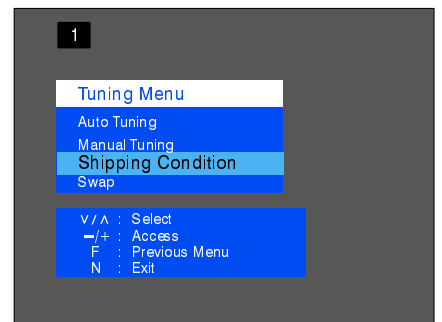 1
Tuning Menu
Auto Tuning
Manual Tuning
Shipping Condition
Swap
∨/∧ : Select
−/+ : Access
F : Previous Menu
N : Exit